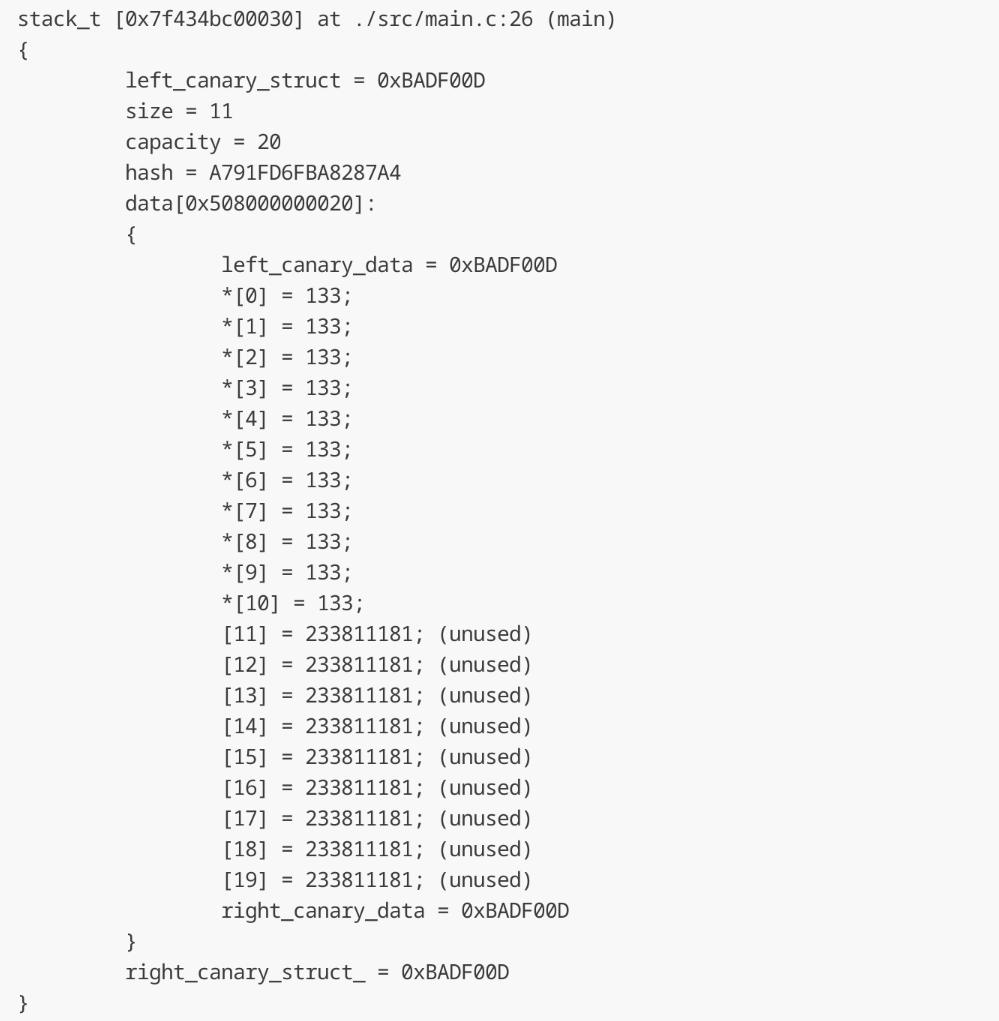 stack_t [0x7f434bc00030] at ./src/main.c:26 (main)
{
left_canary_struct = 0xBADF00D
size = 11
capacity = 20
hash = A791FD6FBA8287A4
data[0x508000000020]:
{
left_canary_data = 0xBADF00D
*[0] = 133;
*[1] = 133;
*[2] = 133;
*[3] = 133;
*[4] = 133;
*[5] = 133;
*[6] = 133;
*[7] = 133;
*[8] = 133;
*[9] = 133;
*[10] = 133;
[11] = 233811181; (unused)
[12] = 233811181; (unused)
[13] = 233811181; (unused)
[14] = 233811181; (unused)
[15] = 233811181; (unused)
[16] = 233811181; (unused)
[17] = 233811181; (unused)
[18] = 233811181; (unused)
[19] = 233811181; (unused)
right_canary_data = 0xBADF00D
}
right_canary_struct_ = 0xBADF00D
}